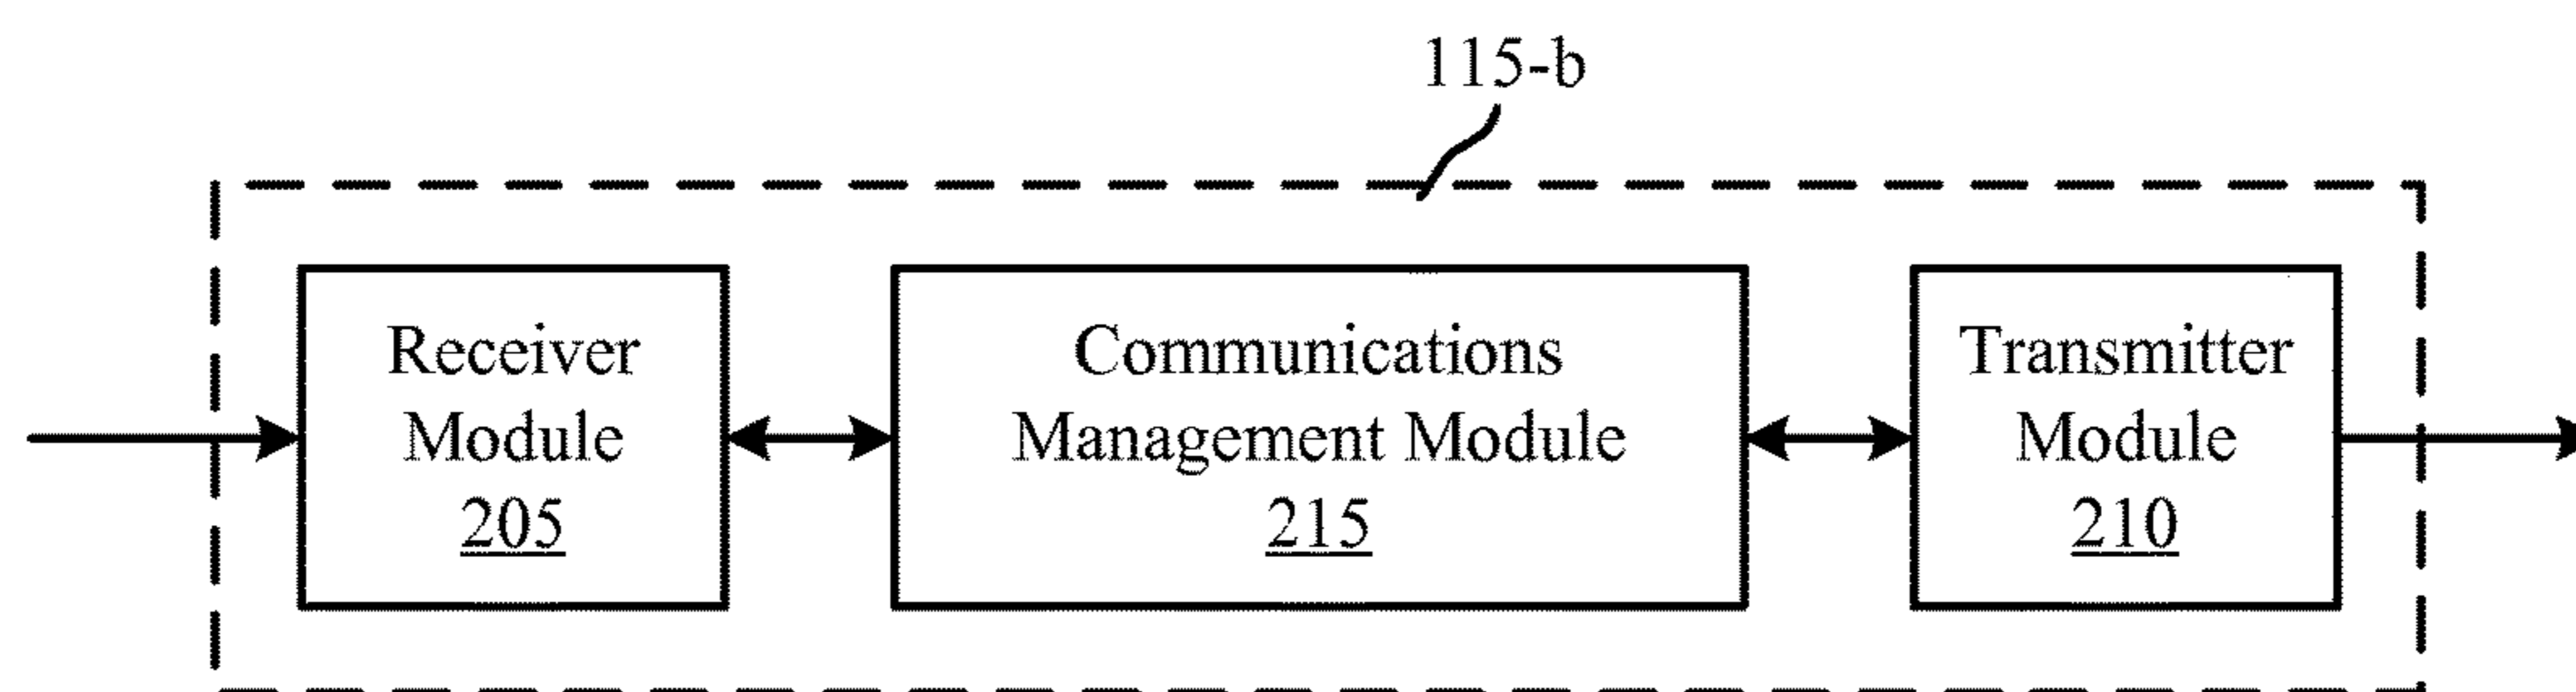 115-b
Receiver
Module
205
Communications
Management Module
215
Transmitter
Module
210